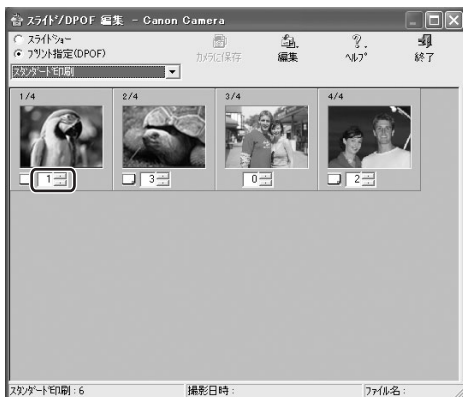 ｽﾗｲﾄﾞ/DPOF 編集 - Canon Camera
ｽﾗｲﾄﾞｼｮｰ
ﾌﾟﾘﾝﾄ指定(DPOF)
ｽﾀﾝﾀﾞｰﾄﾞ印刷
ｶﾒﾗに保存
編集
ﾍﾙﾌﾟ
終了
1/4 2/4 3/4 4/4
1 3 0 2
ｽﾀﾝﾀﾞｰﾄﾞ印刷 : 6 撮影日時 : ﾌｧｲﾙ名 :